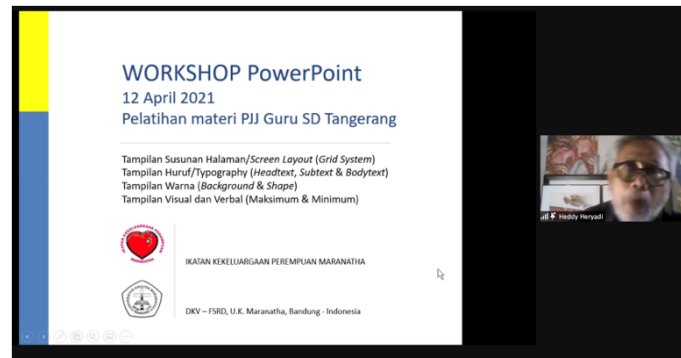 WORKSHOP PowerPoint
12 April 2021
Pelatihan materi PJJ Guru SD Tangerang
Tampilan Susunan Halaman/Screen Layout (Grid System)
Tampilan Huruf/Typography (Headtext, Subtext & Bodytext)
Tampilan Warna (Background & Shape)
Tampilan Visual dan Verbal (Maksimum & Minimum)
IKATAN KEKELUARGAAN PEREMPUAN MARANATHA
DKV – FSRD, U.K. Maranatha, Bandung - Indonesia
Heddy Heryadi